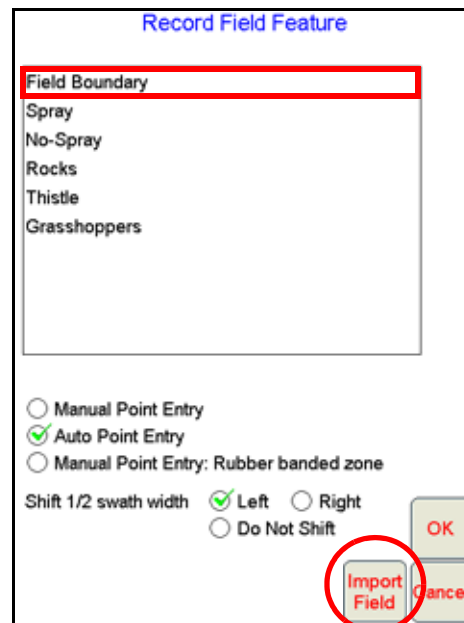 Record Field Feature
Field Boundary
Spray
No-Spray
Rocks
Thistle
Grasshoppers
Manual Point Entry
Auto Point Entry
Manual Point Entry: Rubber banded zone
Shift 1/2 swath width Left Right
Do Not Shift
OK
Import
Field
Cancel